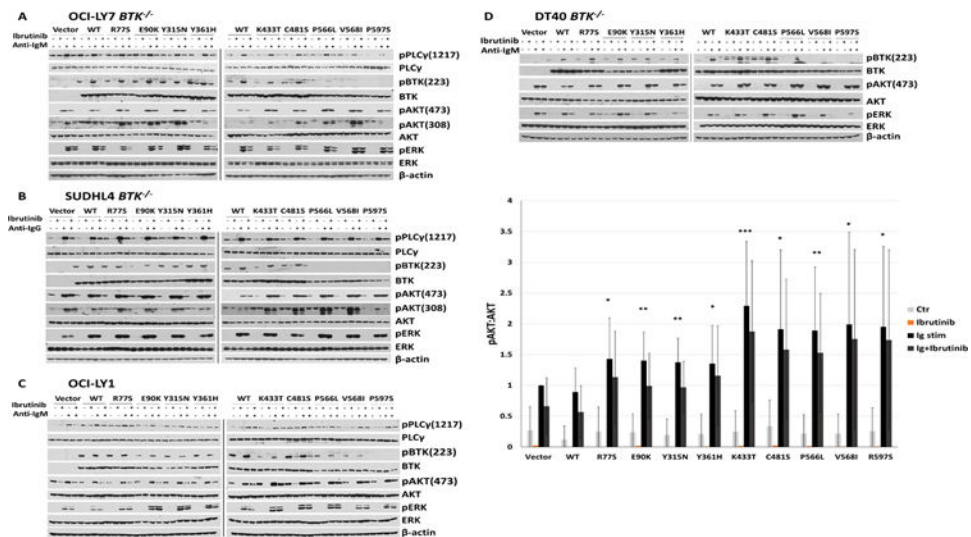 A OCI-LY7 BTK-/-
Vector WT R77S E90K Y315N Y361H WT K433T C481S P566L V568I P597S
Ibrutinib
Anti-IgM
pPLCγ(1217)
PLCγ
pBTK(223)
BTK
pAKT(473)
pAKT(308)
AKT
pERK
ERK
β-actin
B SUDHL4 BTK-/-
Vector WT R77S E90K Y315N Y361H WT K433T C481S P566L V568I P597S
Ibrutinib
Anti-IgG
pPLCγ(1217)
PLCγ
pBTK(223)
BTK
pAKT(473)
pAKT(308)
AKT
pERK
ERK
β-actin
C OCI-LY1
Vector WT R77S E90K Y315N Y361H WT K433T C481S P566L V568I P597S
Ibrutinib
Anti-IgM
pPLCγ(1217)
PLCγ
pBTK(223)
BTK
pAKT(473)
AKT
pERK
ERK
β-actin
D DT40 BTK-/-
Vector WT R77S E90K Y315N Y361H WT K433T C481S P566L V568I P597S
Ibrutinib
Anti-IgM
pBTK(223)
BTK
pAKT(473)
AKT
pERK
ERK
β-actin
pAKT:AKT
4
3.5
3
2.5
2
1.5
1
0.5
0
* ** ** * *** * ** * *
Ctr
Ibrutinib
Ig stim
Ig+Ibrutinib
Vector WT R77S E90K Y315N Y361H K433T C481S P566L V568I R597S